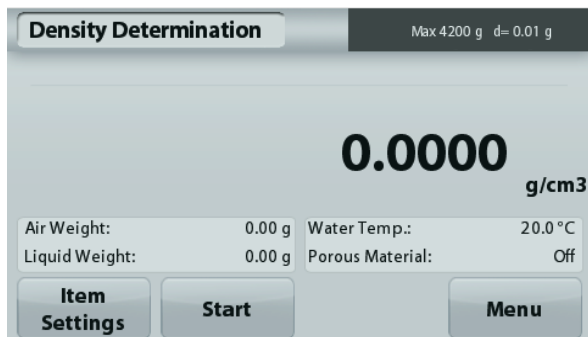 Density Determination
Max 4200 g d= 0.01 g
0.0000
g/cm3
Air Weight: 0.00 g Water Temp.: 20.0 °C
Liquid Weight: 0.00 g Porous Material: Off
Item
Settings
Start
Menu